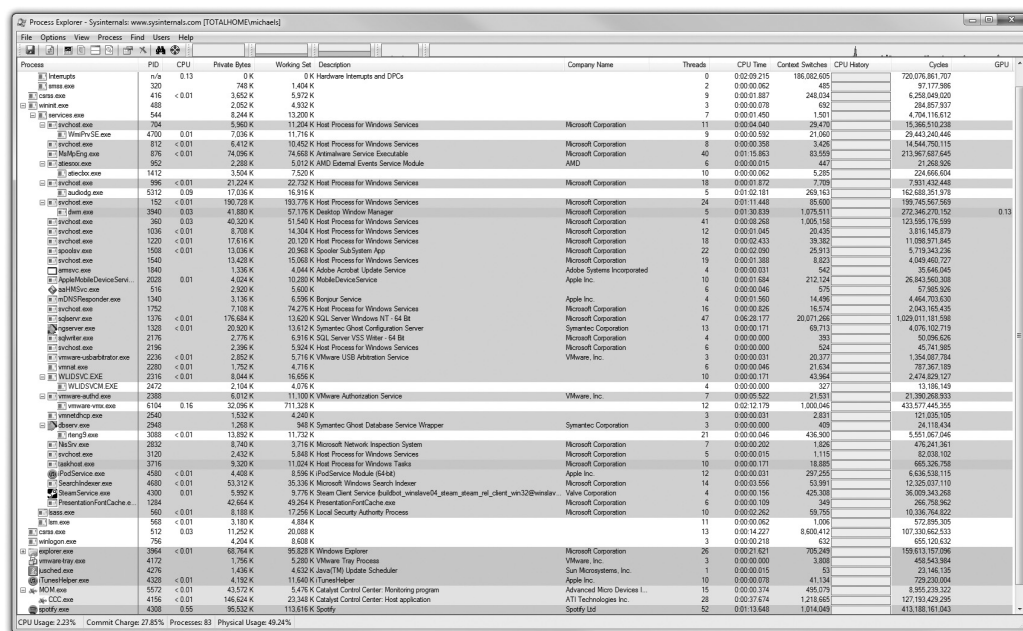 Process Explorer - Sysinternals: www.sysinternals.com [TOTALHOME\michaels]
File Options View Process Find Users Help
Process PID CPU Private Bytes Working Set Description Company Name Threads CPU Time Context Switches CPU History Cycles GPU
Interrupts n/a 0.13 0 K 0 K Hardware Interrupts and DPCs 0 0:02:09.215 186,082,605 720,076,861,707
smss.exe 320 748 K 1,404 K 2 0:00:00.062 485 97,177,986
csrss.exe 416 < 0.01 3,652 K 5,972 K 9 0:00:01.887 248,034 6,258,049,020
wininit.exe 488 2,052 K 4,932 K 3 0:00:00.078 692 284,857,937
services.exe 544 8,244 K 13,200 K 7 0:00:01.450 1,501 4,704,116,612
svchost.exe 704 5,960 K 11,204 K Host Process for Windows Services Microsoft Corporation 11 0:00:04.040 29,470 15,366,510,238
WmiPrvSE.exe 4700 0.01 7,036 K 11,716 K 9 0:00:00.592 21,060 29,443,240,446
svchost.exe 812 < 0.01 6,412 K 10,452 K Host Process for Windows Services Microsoft Corporation 8 0:00:00.358 3,426 14,544,750,115
MsMpEng.exe 876 < 0.01 74,096 K 74,668 K Antimalware Service Executable Microsoft Corporation 40 0:01:15.863 83,559 213,967,687,645
atiesrxx.exe 952 2,288 K 5,012 K AMD External Events Service Module AMD 6 0:00:00.015 447 21,268,926
atieclxx.exe 1412 3,504 K 7,520 K 10 0:00:00.062 5,285 224,666,604
svchost.exe 996 < 0.01 21,224 K 22,732 K Host Process for Windows Services Microsoft Corporation 18 0:00:01.872 7,709 7,931,432,448
audiodg.exe 5312 0.09 17,036 K 16,916 K 5 0:01:02.181 269,163 162,688,351,978
svchost.exe 152 < 0.01 190,728 K 193,776 K Host Process for Windows Services Microsoft Corporation 24 0:01:11.448 85,600 199,745,567,569
dwm.exe 3940 0.03 41,880 K 57,176 K Desktop Window Manager Microsoft Corporation 5 0:01:30.839 1,075,511 272,346,270,152 0.13
svchost.exe 360 0.03 40,320 K 51,540 K Host Process for Windows Services Microsoft Corporation 41 0:00:08.268 1,005,158 123,595,176,599
svchost.exe 1036 < 0.01 8,708 K 14,304 K Host Process for Windows Services Microsoft Corporation 12 0:00:01.045 20,435 3,816,145,879
svchost.exe 1220 < 0.01 17,616 K 20,120 K Host Process for Windows Services Microsoft Corporation 18 0:00:02.433 39,382 11,098,971,845
spoolsv.exe 1508 < 0.01 13,036 K 20,968 K Spooler SubSystem App Microsoft Corporation 22 0:00:02.090 25,913 5,719,343,236
svchost.exe 1540 13,428 K 15,068 K Host Process for Windows Services Microsoft Corporation 19 0:00:01.388 8,823 4,049,460,727
armsvc.exe 1840 1,336 K 4,044 K Adobe Acrobat Update Service Adobe Systems Incorporated 4 0:00:00.031 542 35,646,045
AppleMobileDeviceServi... 2028 0.01 4,024 K 10,280 K MobileDeviceService Apple Inc. 10 0:00:01.684 212,124 26,843,560,308
aaHMSvc.exe 516 2,920 K 5,600 K 6 0:00:00.046 575 57,985,926
mDNSResponder.exe 1340 3,136 K 6,596 K Bonjour Service Apple Inc. 4 0:00:01.560 14,496 4,464,703,630
svchost.exe 1752 7,108 K 74,276 K Host Process for Windows Services Microsoft Corporation 16 0:00:00.826 16,574 2,043,165,435
sqlservr.exe 1376 < 0.01 176,684 K 13,620 K SQL Server Windows NT - 64 Bit Microsoft Corporation 47 0:06:28.177 20,071,266 1,029,011,181,598
ngserver.exe 1328 < 0.01 20,920 K 13,612 K Symantec Ghost Configuration Server Symantec Corporation 13 0:00:00.171 69,713 4,076,102,719
sqlwriter.exe 2176 2,776 K 6,916 K SQL Server VSS Writer - 64 Bit Microsoft Corporation 4 0:00:00.000 393 50,096,626
svchost.exe 2196 2,396 K 5,924 K Host Process for Windows Services Microsoft Corporation 6 0:00:00.000 524 45,741,985
vmware-usbarbitrator.exe 2236 < 0.01 2,852 K 5,716 K VMware USB Arbitration Service VMware, Inc. 3 0:00:00.031 20,377 1,354,087,784
vmnat.exe 2280 < 0.01 1,752 K 4,716 K 6 0:00:00.046 21,634 787,367,189
WLIDSVC.EXE 2316 < 0.01 8,044 K 16,656 K 10 0:00:00.171 43,964 2,474,829,127
WLIDSVCM.EXE 2472 2,104 K 4,076 K 4 0:00:00.000 327 13,186,149
vmware-authd.exe 2388 6,012 K 11,100 K VMware Authorization Service VMware, Inc. 7 0:00:05.522 21,531 21,390,268,933
vmware-vmx.exe 6104 0.16 32,096 K 711,328 K 12 0:02:12.179 1,000,046 433,577,445,355
vmnetdhcp.exe 2540 1,532 K 4,240 K 3 0:00:00.031 2,831 121,035,105
dbserv.exe 2948 1,268 K 948 K Symantec Ghost Database Service Wrapper Symantec Corporation 3 0:00:00.000 409 24,118,434
rteng9.exe 3088 < 0.01 13,892 K 11,732 K 21 0:00:00.046 436,900 5,551,067,046
NisSrv.exe 2832 8,740 K 3,716 K Microsoft Network Inspection System Microsoft Corporation 7 0:00:00.202 1,826 476,241,361
svchost.exe 3120 2,432 K 5,848 K Host Process for Windows Services Microsoft Corporation 5 0:00:00.015 1,115 82,038,102
taskhost.exe 3716 9,320 K 11,024 K Host Process for Windows Tasks Microsoft Corporation 10 0:00:00.171 18,885 665,326,758
iPodService.exe 4580 < 0.01 4,408 K 8,596 K iPodService Module (64-bit) Apple Inc. 12 0:00:00.031 297,255 6,636,538,115
SearchIndexer.exe 4680 < 0.01 53,312 K 35,336 K Microsoft Windows Search Indexer Microsoft Corporation 14 0:00:03.556 53,991 12,325,037,110
SteamService.exe 4300 0.01 5,992 K 9,776 K Steam Client Service (buildbot_winslave04_steam_steam_rel_client_win32@winslav... Valve Corporation 4 0:00:00.156 425,308 36,009,343,268
PresentationFontCache.e... 1284 42,664 K 49,264 K PresentationFontCache.exe Microsoft Corporation 6 0:00:00.109 349 266,758,962
lsass.exe 560 < 0.01 8,188 K 17,256 K Local Security Authority Process Microsoft Corporation 10 0:00:02.262 59,755 10,336,764,822
lsm.exe 568 < 0.01 3,180 K 4,884 K 11 0:00:00.062 1,006 572,895,305
csrss.exe 512 0.03 11,252 K 20,088 K 13 0:00:14.227 8,600,412 107,330,662,533
winlogon.exe 756 4,204 K 8,608 K 3 0:00:00.218 632 655,120,632
explorer.exe 3964 < 0.01 68,764 K 95,828 K Windows Explorer Microsoft Corporation 26 0:00:21.621 705,249 159,613,157,096
vmware-tray.exe 4172 1,756 K 5,280 K VMware Tray Process VMware, Inc. 3 0:00:00.000 3,808 458,543,984
jusched.exe 4276 1,436 K 4,632 K Java(TM) Update Scheduler Sun Microsystems, Inc. 1 0:00:00.015 53 23,146,135
iTunesHelper.exe 4328 < 0.01 4,192 K 11,640 K iTunesHelper Apple Inc. 10 0:00:00.078 41,134 729,230,004
MOM.exe 5572 < 0.01 43,572 K 5,476 K Catalyst Control Center: Monitoring program Advanced Micro Devices I... 15 0:00:00.374 495,079 8,955,239,322
CCC.exe 4156 < 0.01 146,624 K 23,348 K Catalyst Control Center: Host application ATI Technologies Inc. 28 0:00:37.674 1,218,665 127,193,429,295
spotify.exe 4308 0.55 95,532 K 113,616 K Spotify Spotify Ltd 52 0:01:13.648 1,014,049 413,188,161,043
CPU Usage: 2.23% Commit Charge: 27.85% Processes: 83 Physical Usage: 49.24%